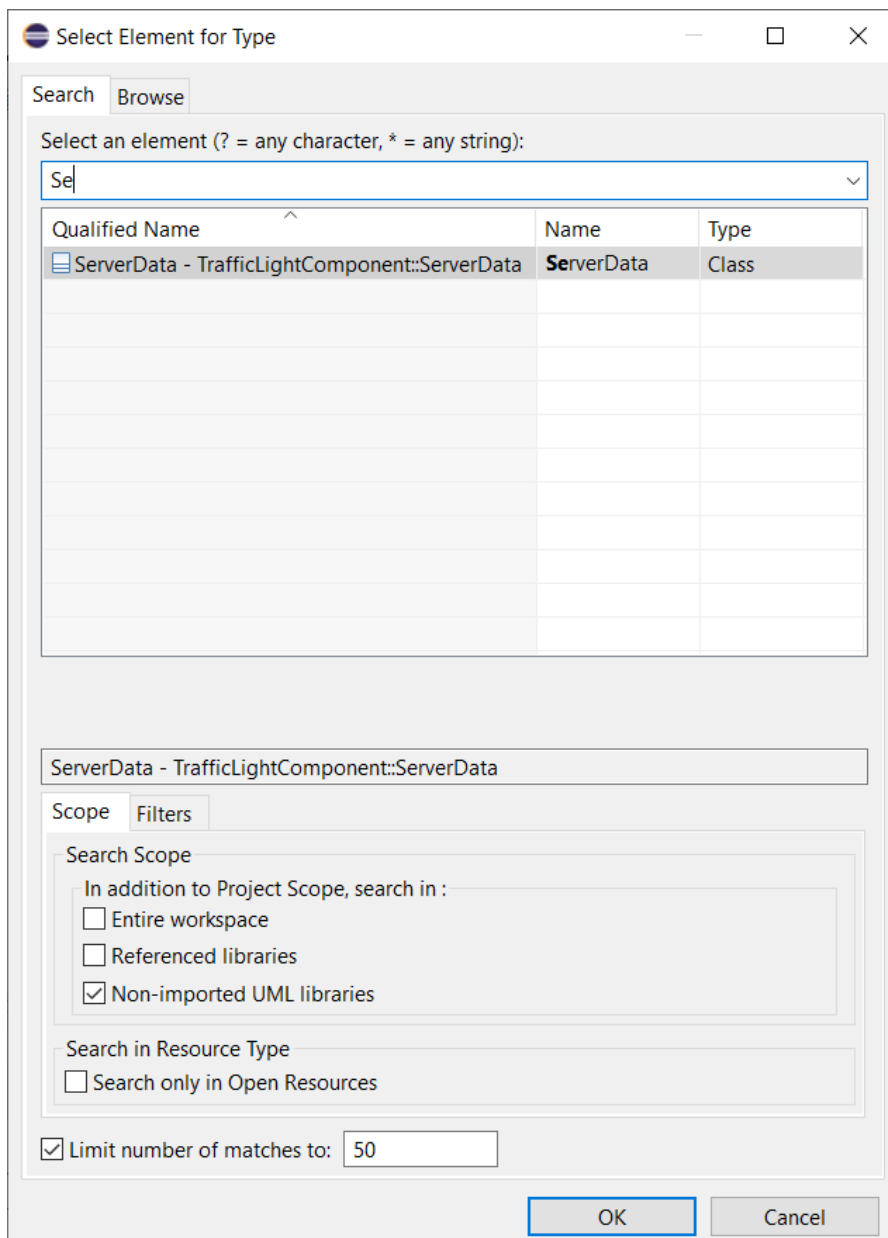 Select Element for Type
Search Browse
Select an element (? = any character, * = any string):
Se
Qualified Name Name Type
ServerData - TrafficLightComponent::ServerData ServerData Class
ServerData - TrafficLightComponent::ServerData
Scope Filters
Search Scope
In addition to Project Scope, search in :
Entire workspace
Referenced libraries
Non-imported UML libraries
Search in Resource Type
Search only in Open Resources
Limit number of matches to: 50
OK Cancel